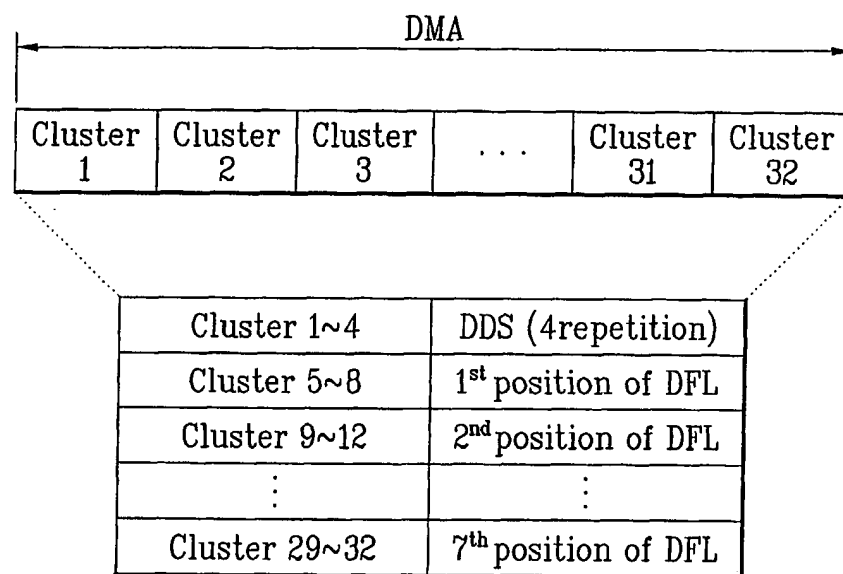 DMA
Cluster 1 Cluster 2 Cluster 3 ... Cluster 31 Cluster 32
Cluster 1~4 DDS (4repetition)
Cluster 5~8 1st position of DFL
Cluster 9~12 2nd position of DFL
⋮ ⋮
Cluster 29~32 7th position of DFL